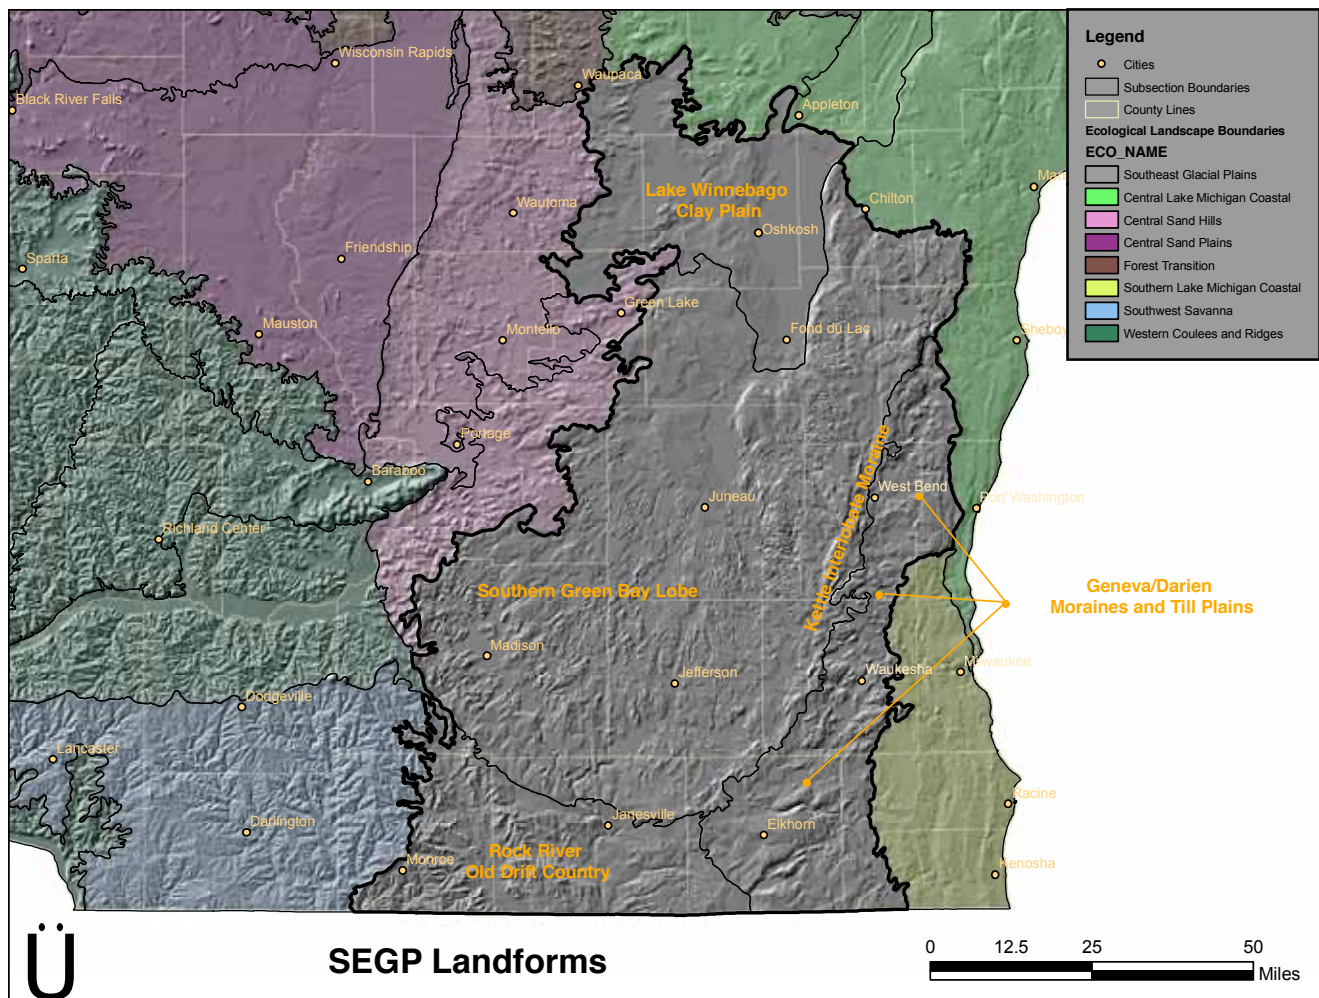 Legend
Cities
Subsection Boundaries
County Lines
Ecological Landscape Boundaries
ECO_NAME
Southeast Glacial Plains
Central Lake Michigan Coastal
Central Sand Hills
Central Sand Plains
Forest Transition
Southern Lake Michigan Coastal
Southwest Savanna
Western Coulees and Ridges
Wisconsin Rapids
Waupaca
Black River Falls
Appleton
Lake Winnebago
Clay Plain
Wautoma
Chilton
Oshkosh
Friendship
Sparta
Green Lake
Mauston
Montello
Fond du Lac
Sheboy
Portage
Baraboo
Kettle Interlobate Moraine
West Bend
Juneau
Port Washington
Richland Center
Southern Green Bay Lobe
Geneva/Darien
Moraines and Till Plains
Madison
Jefferson
Waukesha
Milwaukee
Dodgeville
Lancaster
Racine
Darlington
Janesville
Elkhorn
Monroe
Rock River
Old Drift Country
Kenosha
Ü
SEGP Landforms
0 12.5 25 50
Miles